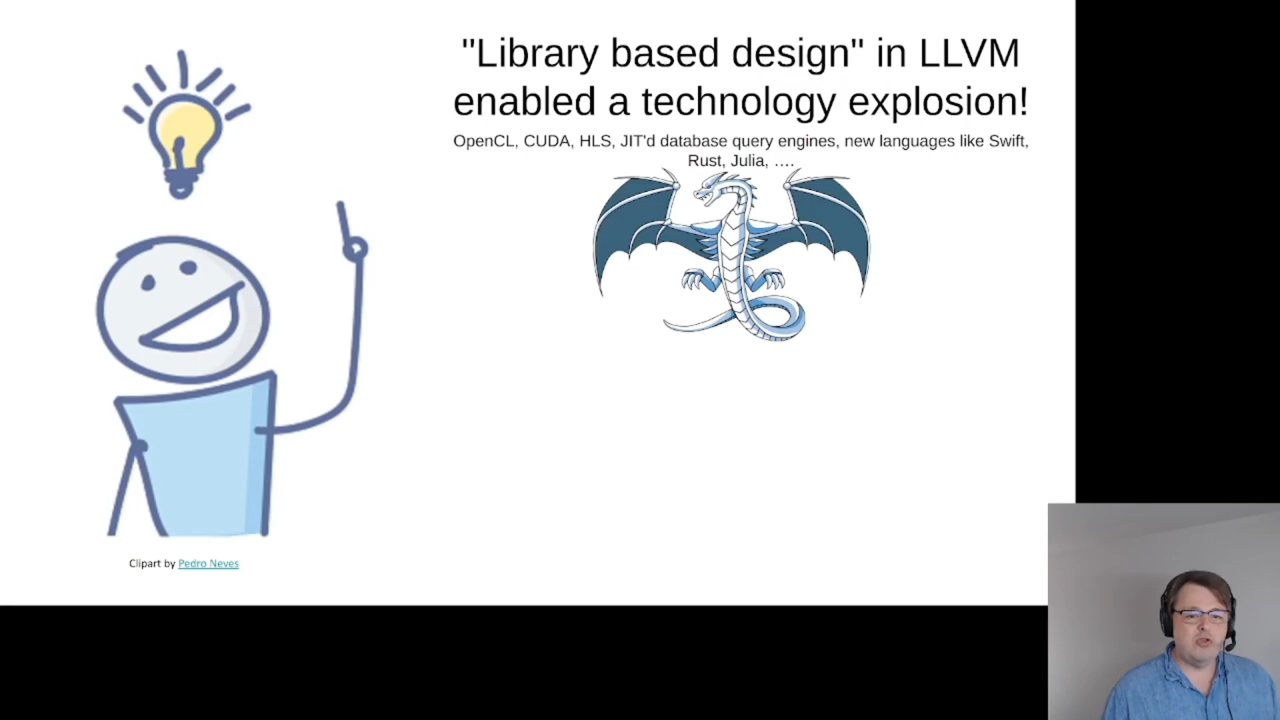 "Library based design" in LLVM
enabled a technology explosion!
OpenCL, CUDA, HLS, JIT'd database query engines, new languages like Swift,
Rust, Julia, ....
Clipart by Pedro Neves